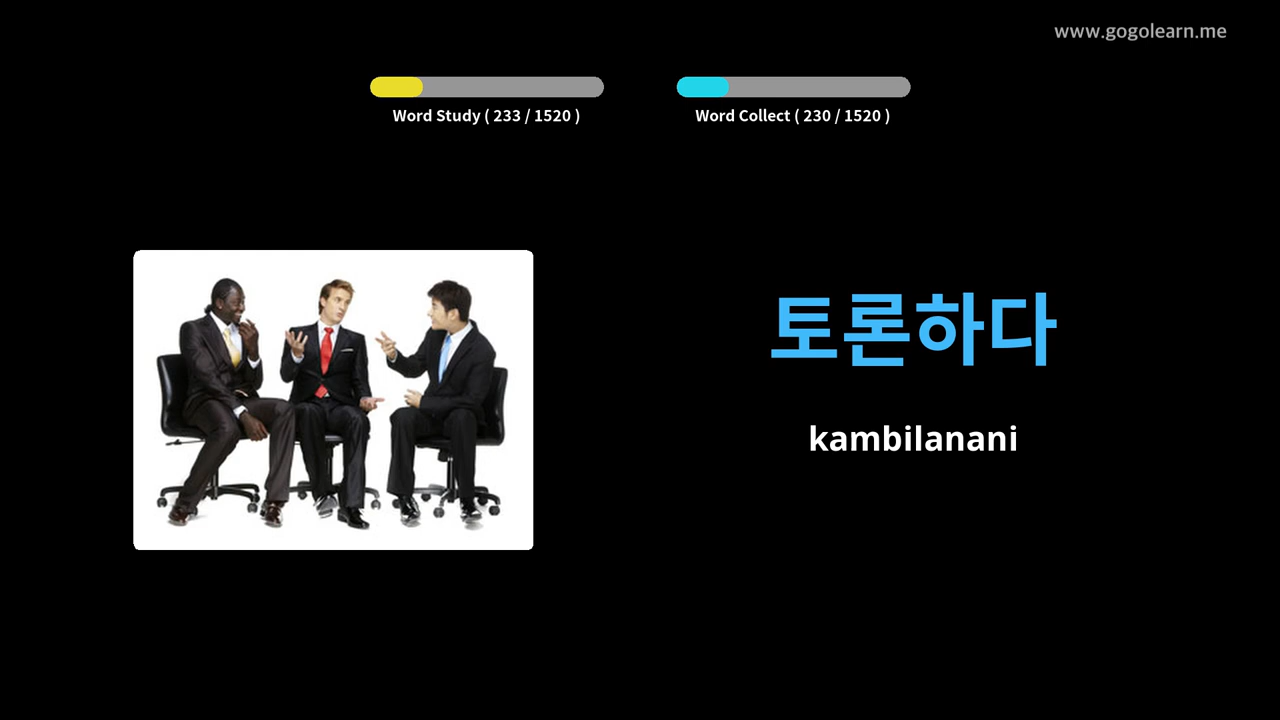 www.gogolearn.me
Word Study ( 233 / 1520 )
Word Collect ( 230 / 1520 )
토론하다
kambilanani